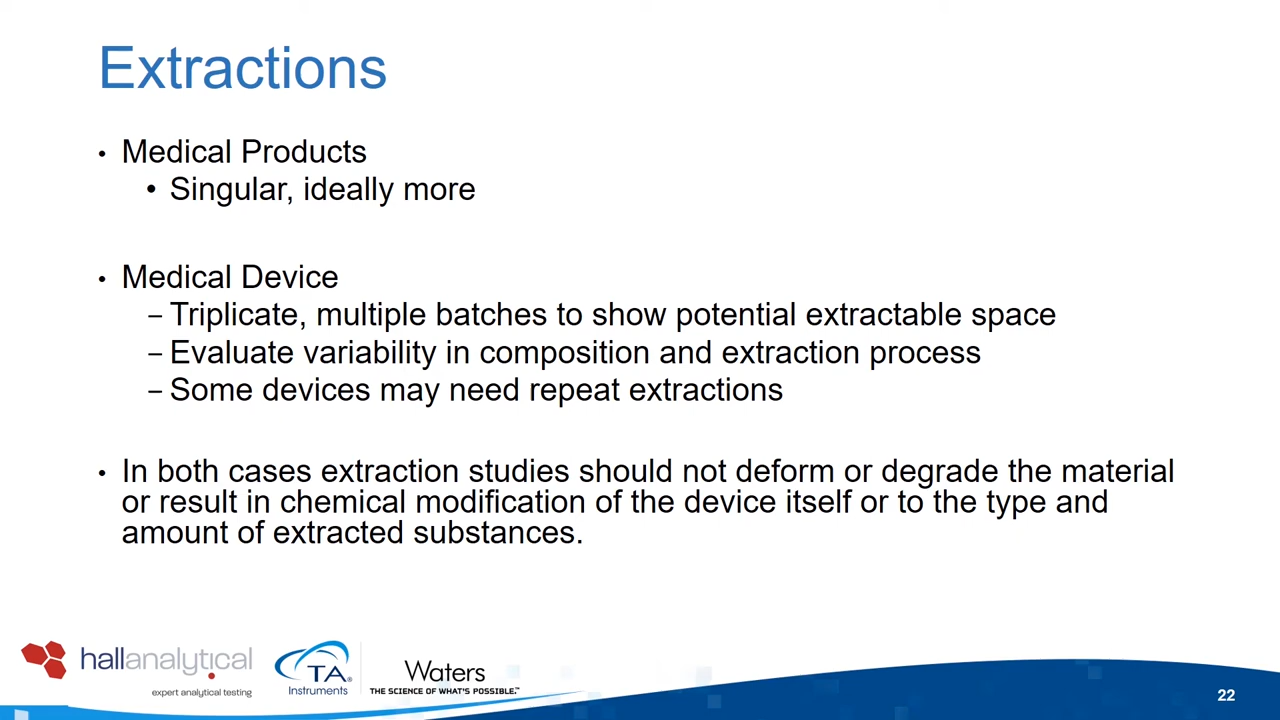 Extractions
• Medical Products
• Singular, ideally more
• Medical Device
– Triplicate, multiple batches to show potential extractable space
– Evaluate variability in composition and extraction process
– Some devices may need repeat extractions
• In both cases extraction studies should not deform or degrade the material
or result in chemical modification of the device itself or to the type and
amount of extracted substances.
hallanalytical
expert analytical testing
TA®
Instruments
Waters
THE SCIENCE OF WHAT'S POSSIBLE.™
22